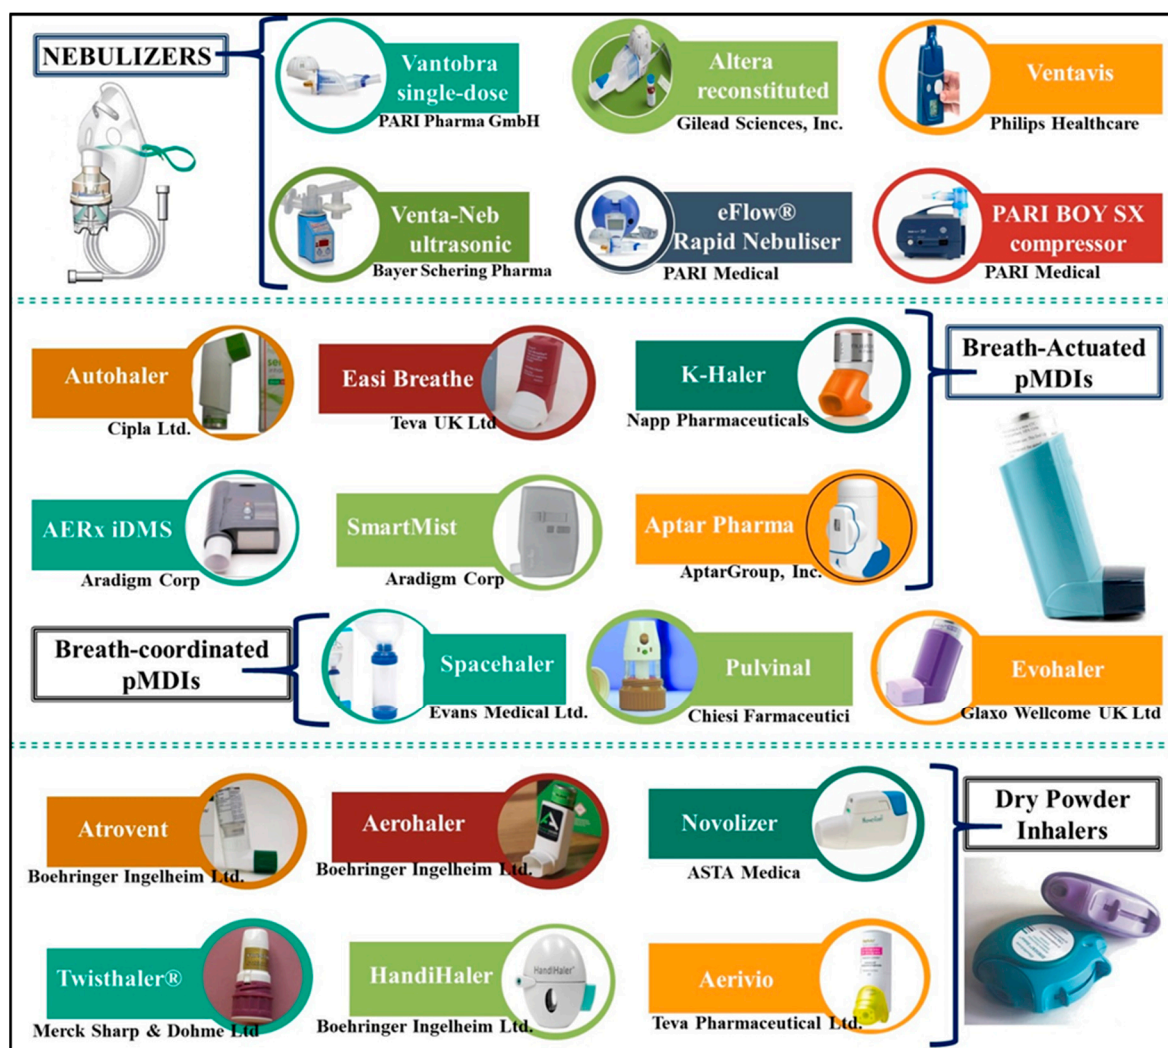 NEBULIZERS
Vantobra
single-dose
PARI Pharma GmbH
Altera
reconstituted
Gilead Sciences, Inc.
Ventavis
Philips Healthcare
Venta-Neb
ultrasonic
Bayer Schering Pharma
eFlow®
Rapid Nebuliser
PARI Medical
PARI BOY SX
compressor
PARI Medical
Autohaler
Cipla Ltd.
Easi Breathe
Teva UK Ltd
K-Haler
Napp Pharmaceuticals
Breath-Actuated
pMDIs
AERx iDMS
Aradigm Corp
SmartMist
Aradigm Corp
Aptar Pharma
AptarGroup, Inc.
Breath-coordinated
pMDIs
Spacehaler
Evans Medical Ltd.
Pulvinal
Chiesi Farmaceutici
Evohaler
Glaxo Wellcome UK Ltd
Atrovent
Boehringer Ingelheim Ltd.
Aerohaler
Boehringer Ingelheim Ltd.
Novolizer
ASTA Medica
Dry Powder
Inhalers
Twisthaler®
Merck Sharp & Dohme Ltd
HandiHaler
HandiHaler®
Boehringer Ingelheim Ltd.
Aerivio
Teva Pharmaceutical Ltd.